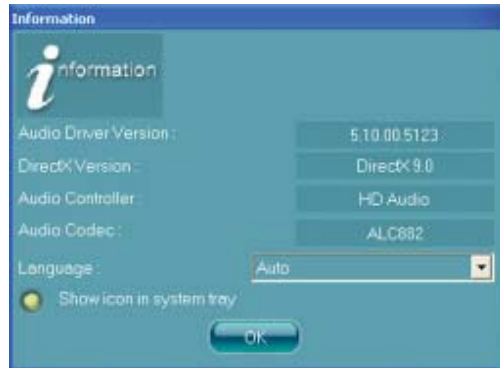 Information
information
Audio Driver Version : 5.10.00.5123
DirectX Version : DirectX 9.0
Audio Controller : HD Audio
Audio Codec : ALC882
Language : Auto
Show icon in system tray
OK